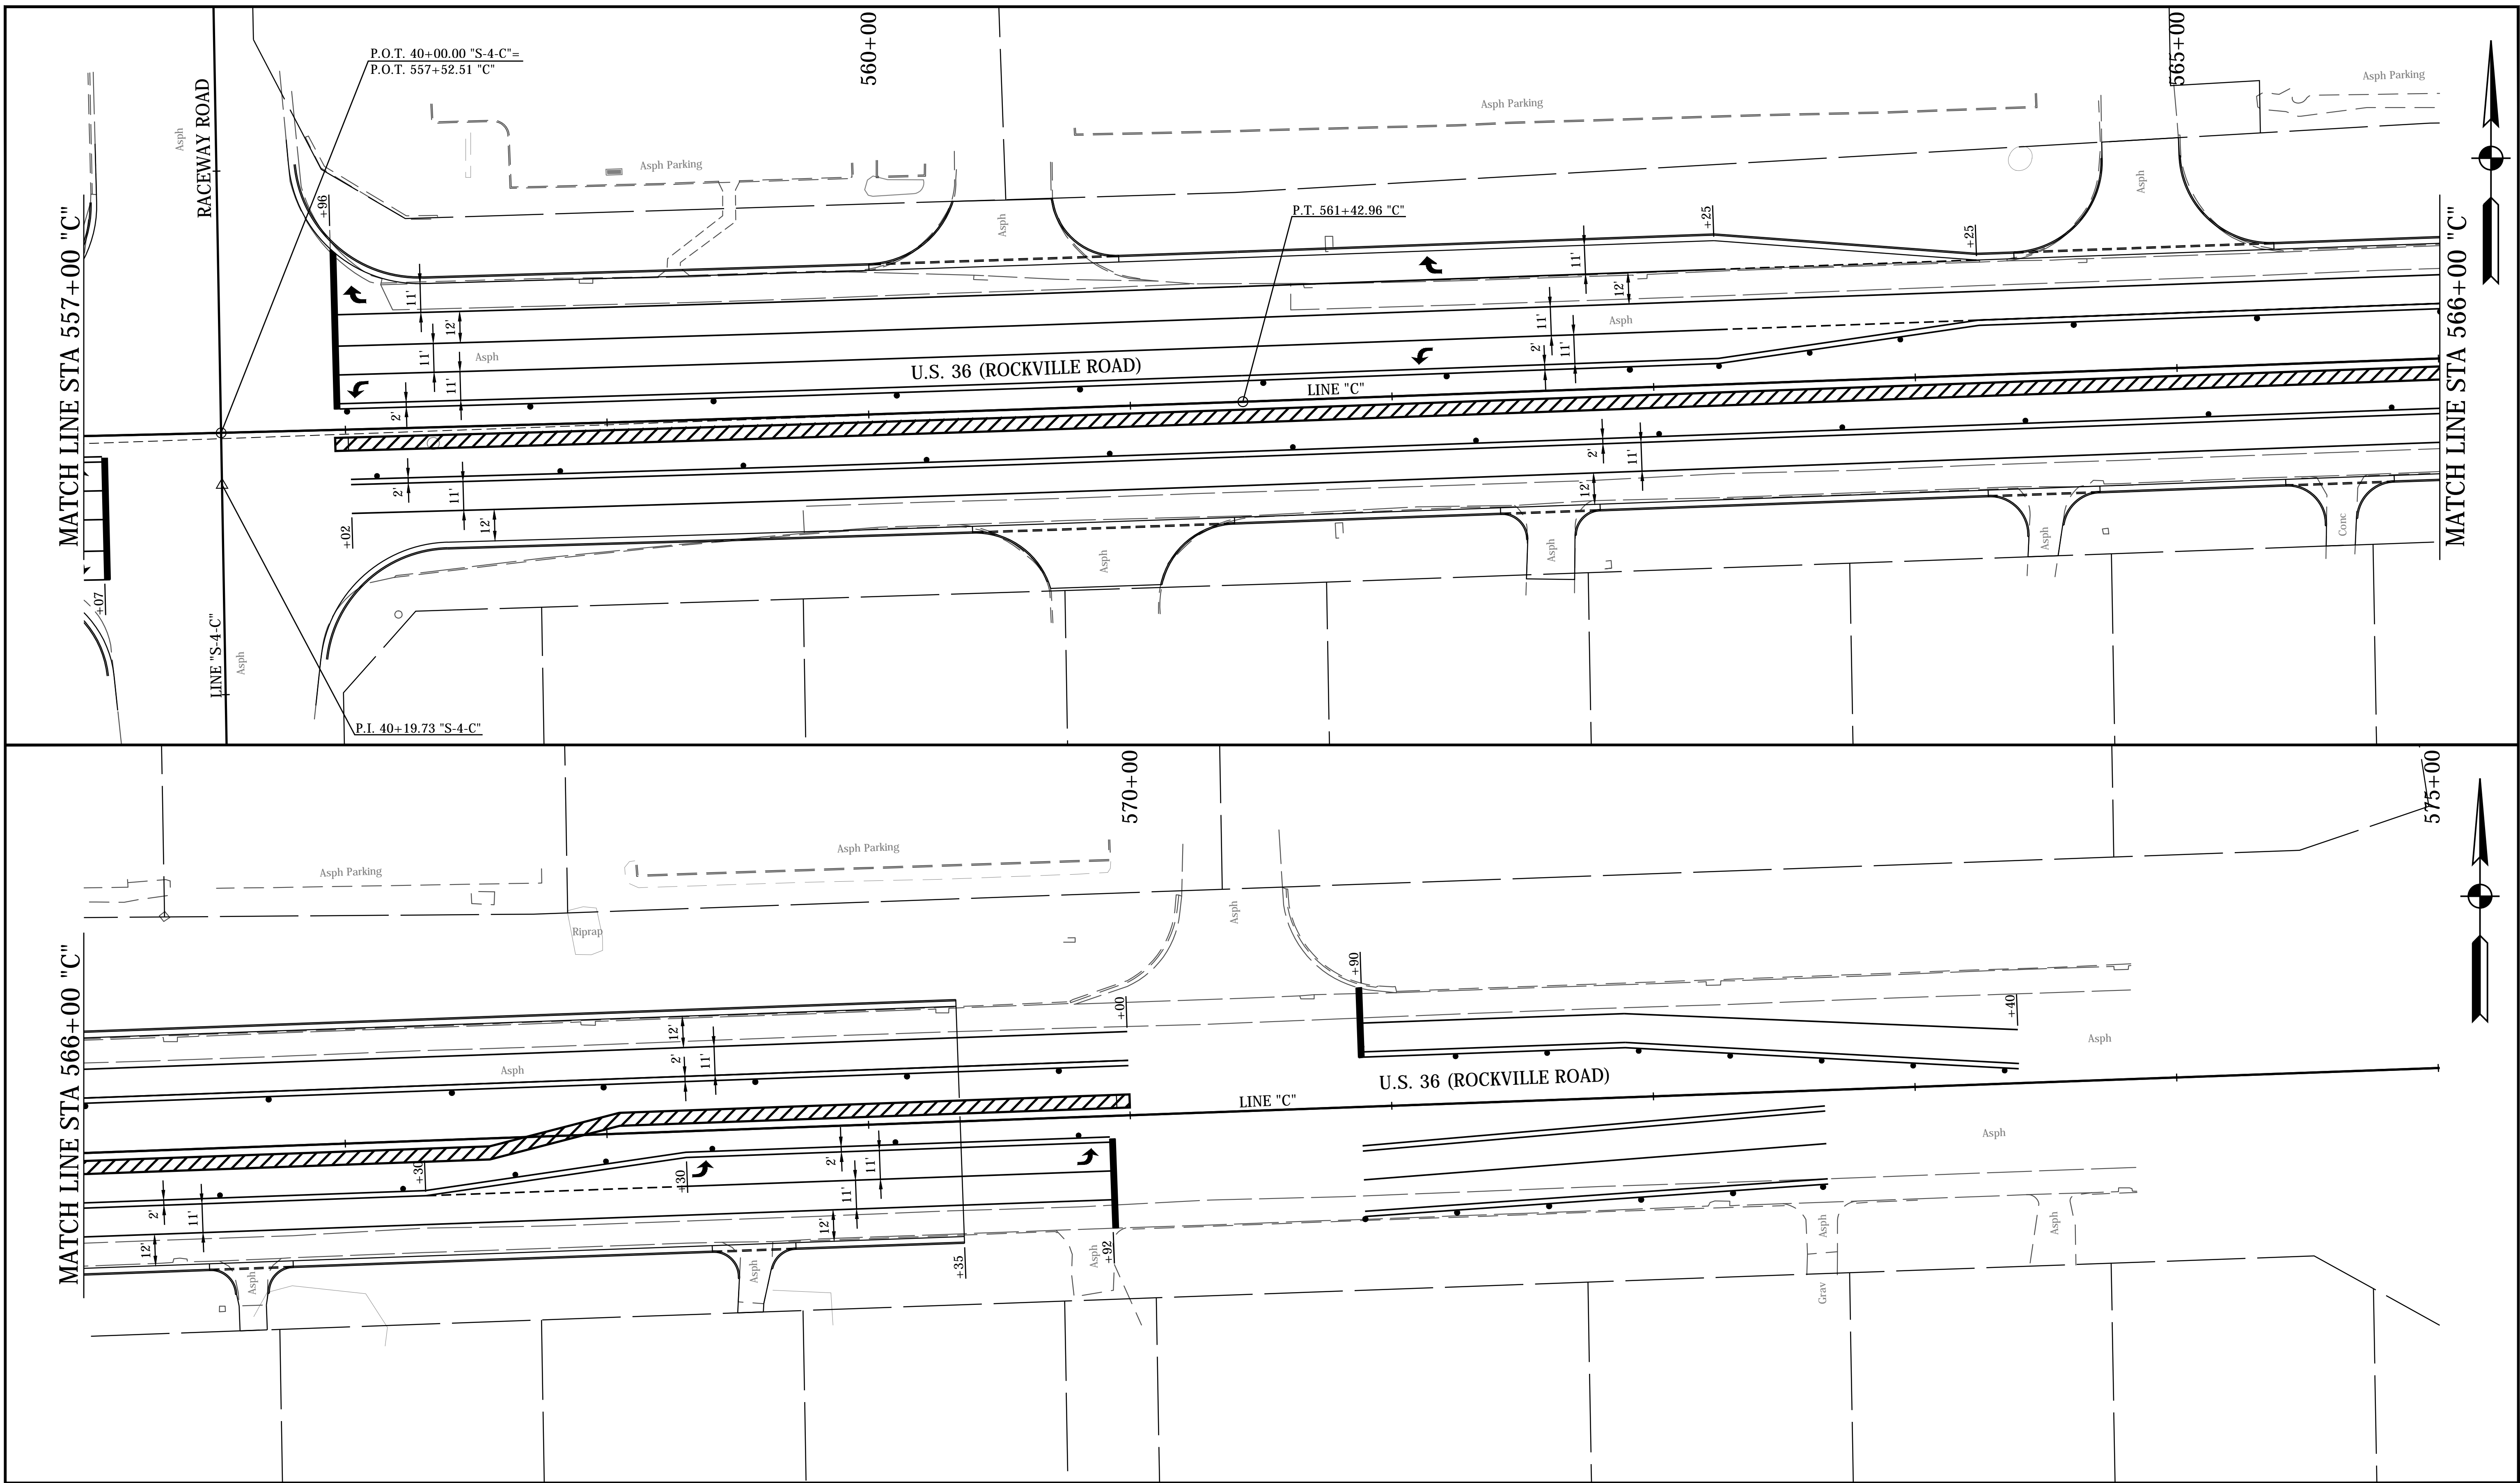 P.O.T. 40+00.00 "S-4-C"=
P.O.T. 557+52.51 "C"
560+00
565+00
RACEWAY ROAD
Asph
Asph Parking
Asph Parking
Asph Parking
MATCH LINE STA 557+00 "C"
+96
Asph
P.T. 561+42.96 "C"
+25
+25
Asph
MATCH LINE STA 566+00 "C"
11'
12'
11'
11'
2'
Asph
U.S. 36 (ROCKVILLE ROAD)
LINE "C"
11'
12'
11'
2'
11'
Asph
2'
11'
12'
+02
2'
11'
12'
+07
Asph
Asph
Asph
Conc
LINE "S-4-C"
Asph
P.I. 40+19.73 "S-4-C"
570+00
575+00
Asph Parking
Asph Parking
Riprap
Asph
MATCH LINE STA 566+00 "C"
+90
+00
+40
12'
2'
11'
Asph
Asph
U.S. 36 (ROCKVILLE ROAD)
LINE "C"
+30
+30
2'
11'
12'
2'
11'
11'
12'
Asph
Asph
Asph
+35
Asph
+92
Asph
Grav
Asph